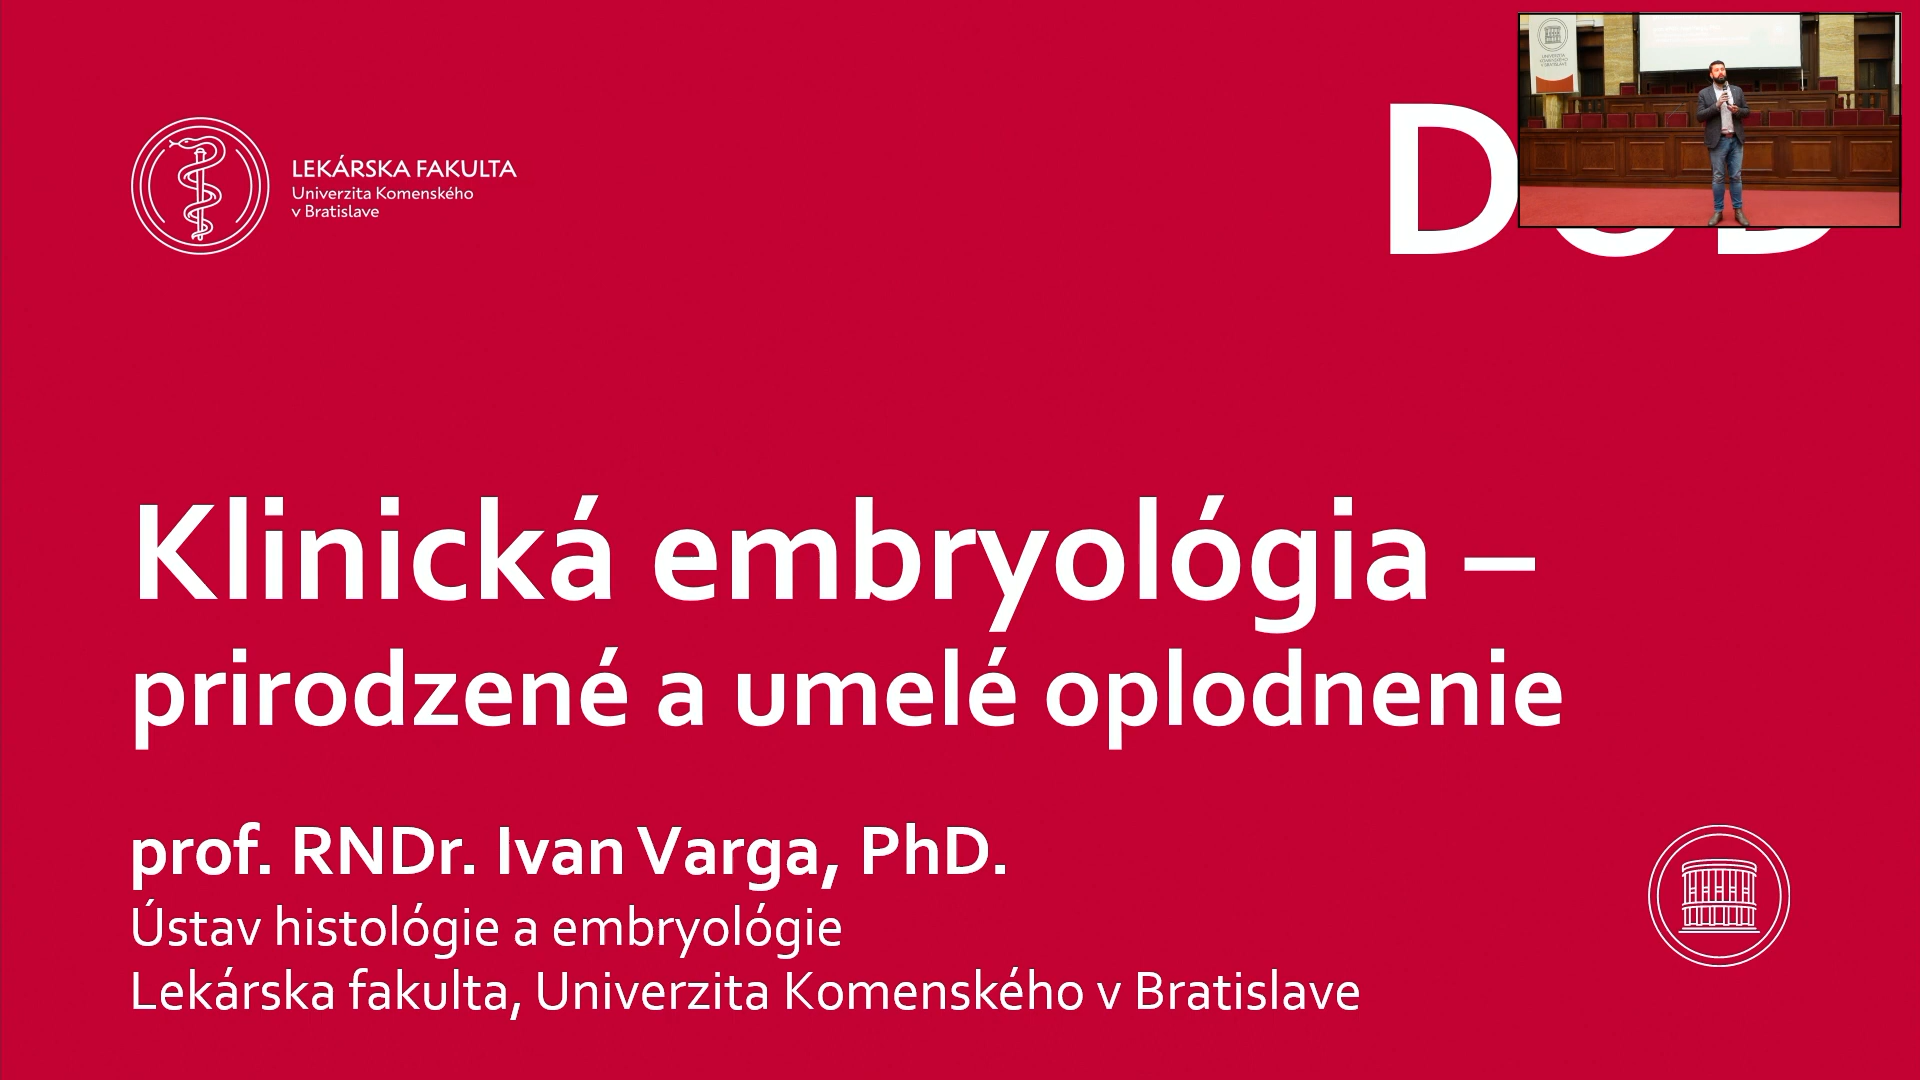 LEKÁRSKA FAKULTA
Univerzita Komenského
v Bratislave
Klinická embryológia –
prirodzené a umelé oplodnenie
prof. RNDr. Ivan Varga, PhD.
Ústav histológie a embryológie
Lekárska fakulta, Univerzita Komenského v Bratislave